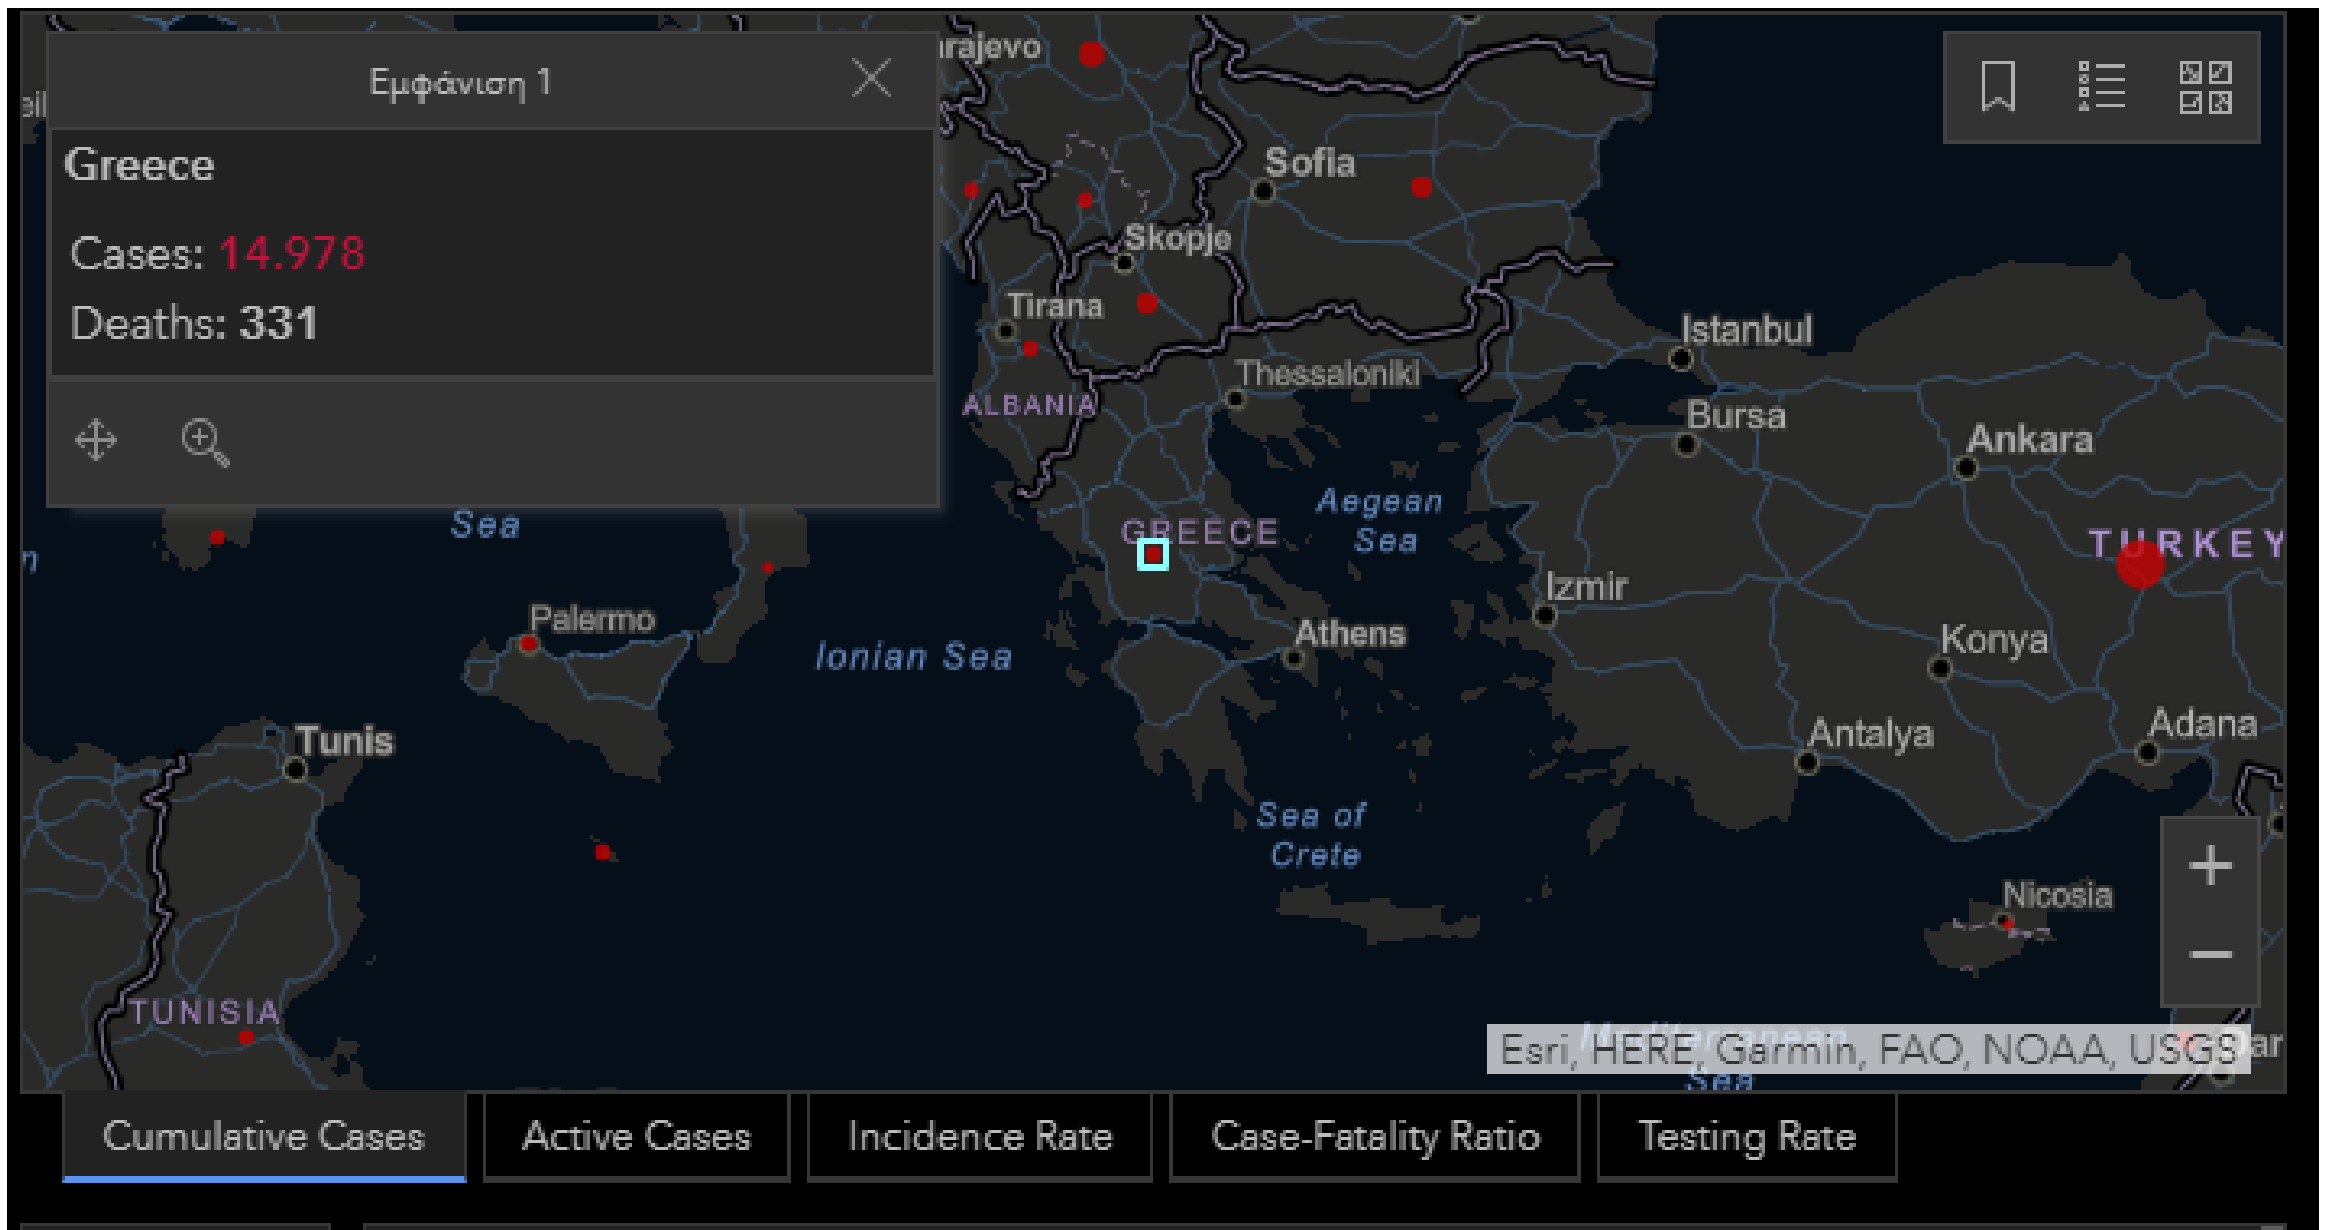 Εμφάνιση 1
Greece
Cases: 14.978
Deaths: 331
Sofia
Skopje
Tirana
Istanbul
Thessaloniki
ALBANIA
Bursa
Ankara
Aegean
Sea
Sea
GREECE
TURKEY
Izmir
Palermo
Athens
Ionian Sea
Konya
Tunis
Antalya
Adana
Sea of
Crete
Nicosia
TUNISIA
Mediterranean
Sea
Esri, HERE, Garmin, FAO, NOAA, USGS
Cumulative Cases
Active Cases
Incidence Rate
Case-Fatality Ratio
Testing Rate